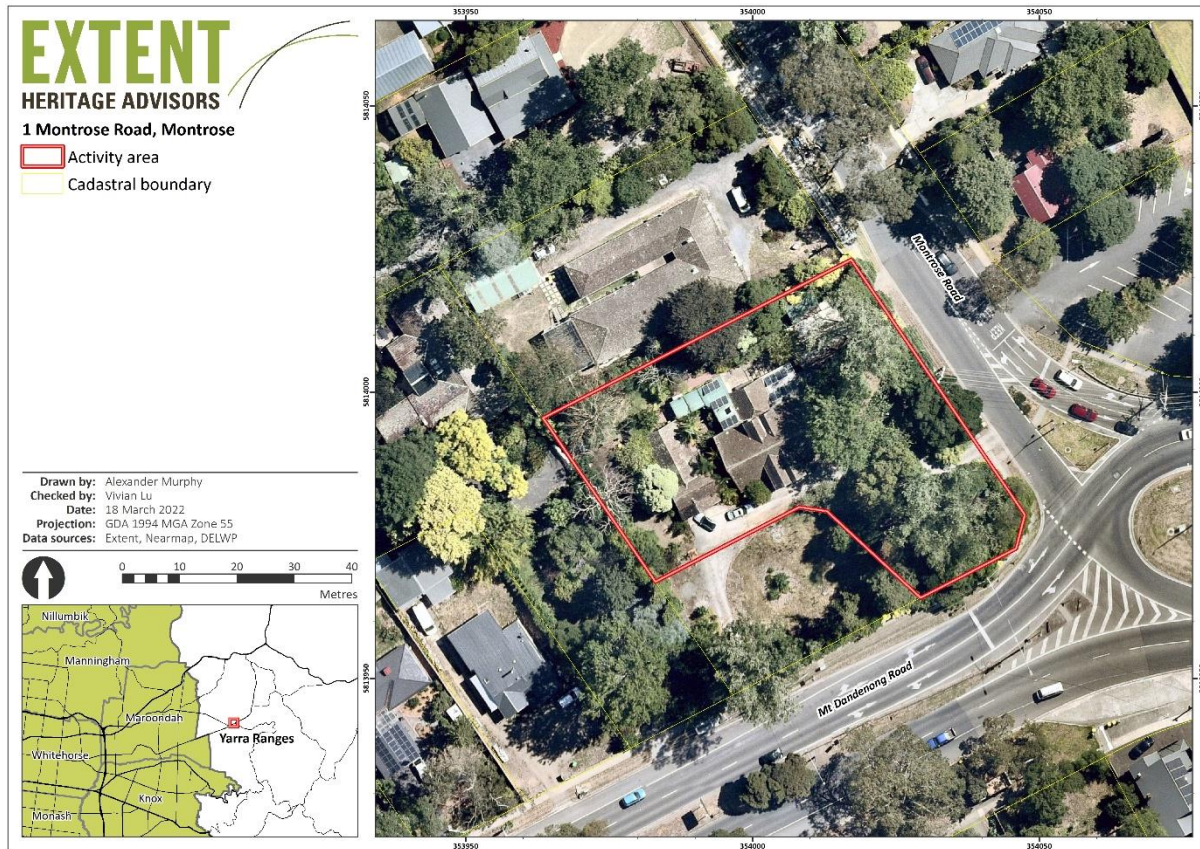 EXTENT
HERITAGE ADVISORS
1 Montrose Road, Montrose
Activity area
Cadastral boundary
Drawn by: Alexander Murphy
Checked by: Vivian Lu
Date: 18 March 2022
Projection: GDA 1994 MGA Zone 55
Data sources: Extent, Nearmap, DELWP
0 10 20 30 40
Metres
Nillumbik
Manningham
Maroondah
Yarra Ranges
Whitehorse
Knox
Monash
353950 354000 354050
5814050
5814000
5813950
Montrose Road
Mt Dandenong Road
353950 354000 354050